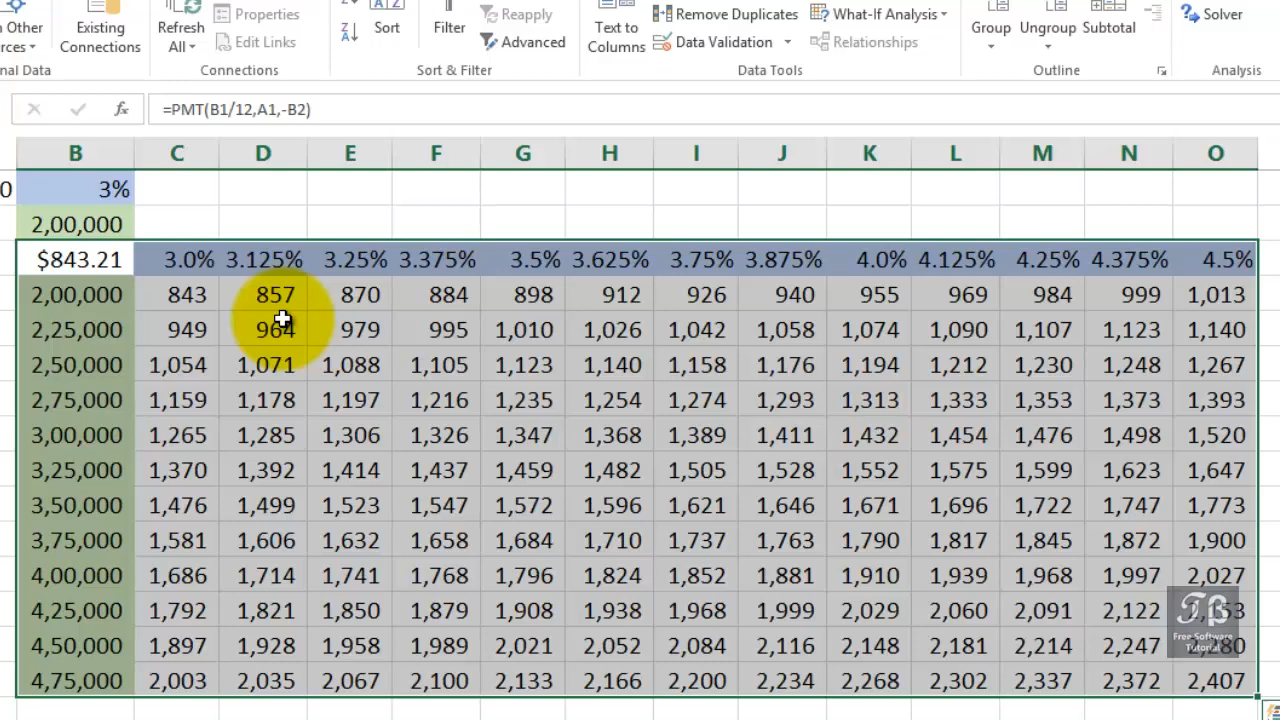 n Other Existing Refresh Properties Sort Filter Reapply Text to Remove Duplicates What-If Analysis Group Ungroup Subtotal Solver
rces Connections All Edit Links Advanced Columns Data Validation Relationships
nal Data Connections Sort & Filter Data Tools Outline Analysis
fx =PMT(B1/12,A1,-B2)
B C D E F G H I J K L M N O
0 3%
2,00,000
$843.21 3.0% 3.125% 3.25% 3.375% 3.5% 3.625% 3.75% 3.875% 4.0% 4.125% 4.25% 4.375% 4.5%
2,00,000 843 857 870 884 898 912 926 940 955 969 984 999 1,013
2,25,000 949 964 979 995 1,010 1,026 1,042 1,058 1,074 1,090 1,107 1,123 1,140
2,50,000 1,054 1,071 1,088 1,105 1,123 1,140 1,158 1,176 1,194 1,212 1,230 1,248 1,267
2,75,000 1,159 1,178 1,197 1,216 1,235 1,254 1,274 1,293 1,313 1,333 1,353 1,373 1,393
3,00,000 1,265 1,285 1,306 1,326 1,347 1,368 1,389 1,411 1,432 1,454 1,476 1,498 1,520
3,25,000 1,370 1,392 1,414 1,437 1,459 1,482 1,505 1,528 1,552 1,575 1,599 1,623 1,647
3,50,000 1,476 1,499 1,523 1,547 1,572 1,596 1,621 1,646 1,671 1,696 1,722 1,747 1,773
3,75,000 1,581 1,606 1,632 1,658 1,684 1,710 1,737 1,763 1,790 1,817 1,845 1,872 1,900
4,00,000 1,686 1,714 1,741 1,768 1,796 1,824 1,852 1,881 1,910 1,939 1,968 1,997 2,027
4,25,000 1,792 1,821 1,850 1,879 1,908 1,938 1,968 1,999 2,029 2,060 2,091 2,122 2,153
4,50,000 1,897 1,928 1,958 1,989 2,021 2,052 2,084 2,116 2,148 2,181 2,214 2,247 2,280
4,75,000 2,003 2,035 2,067 2,100 2,133 2,166 2,200 2,234 2,268 2,302 2,337 2,372 2,407
Free Software
Tutorial